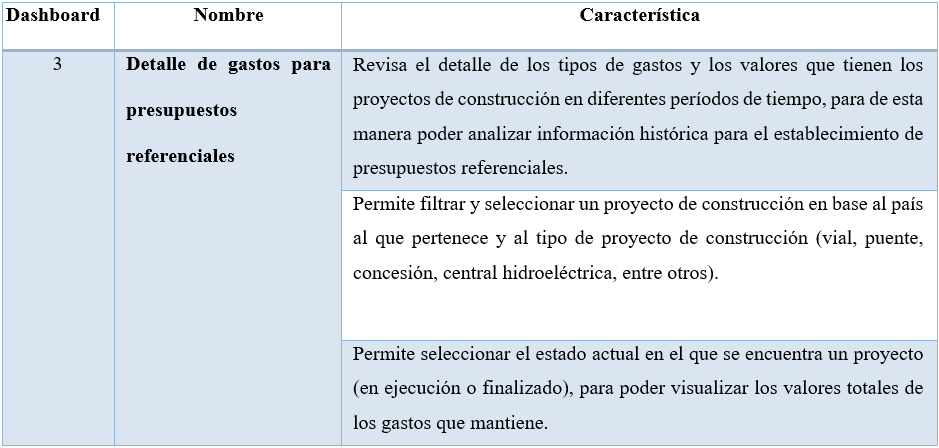 Dashboard Nombre Característica
3 Detalle de gastos para
presupuestos
referenciales
Revisa el detalle de los tipos de gastos y los valores que tienen los
proyectos de construcción en diferentes períodos de tiempo, para de esta
manera poder analizar información histórica para el establecimiento de
presupuestos referenciales.
Permite filtrar y seleccionar un proyecto de construcción en base al país
al que pertenece y al tipo de proyecto de construcción (vial, puente,
concesión, central hidroeléctrica, entre otros).
Permite seleccionar el estado actual en el que se encuentra un proyecto
(en ejecución o finalizado), para poder visualizar los valores totales de
los gastos que mantiene.